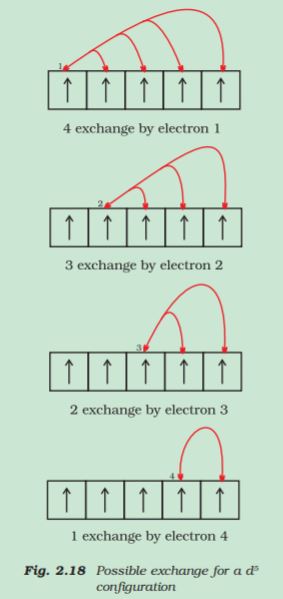 1
4 exchange by electron 1
2
3 exchange by electron 2
3
2 exchange by electron 3
4
1 exchange by electron 4
Fig. 2.18 Possible exchange for a d⁵
configuration